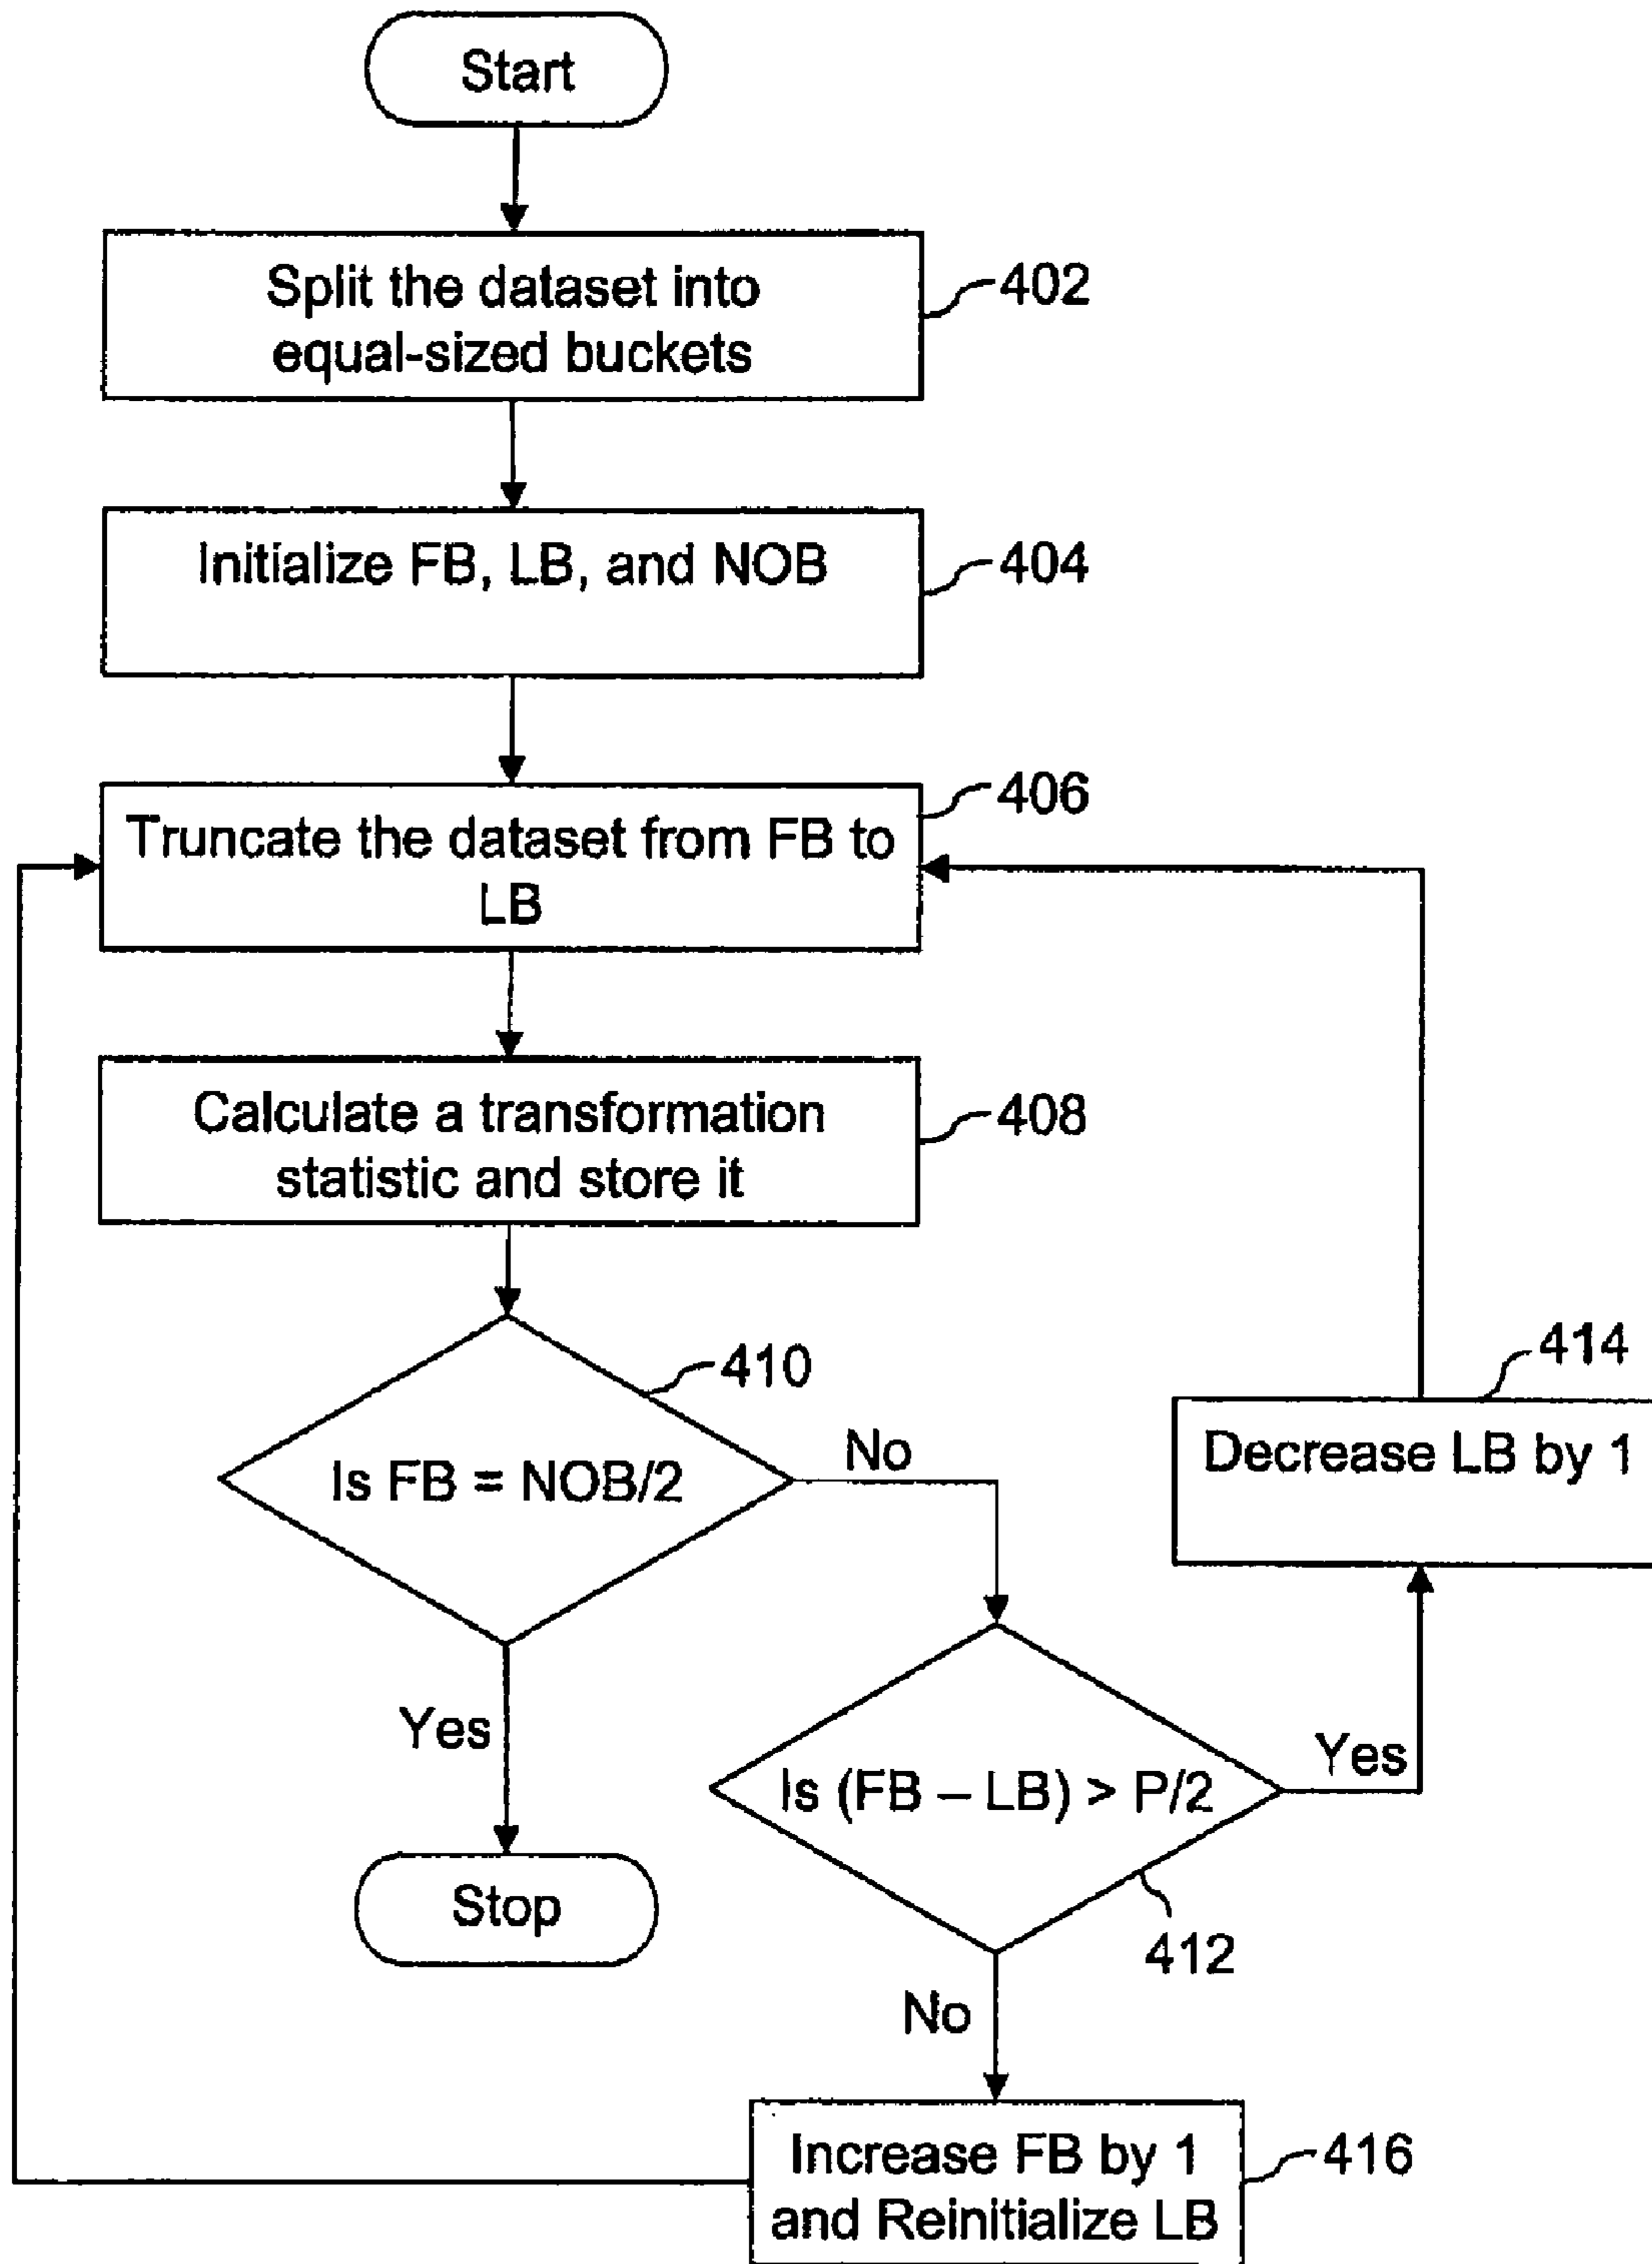 Start
Split the dataset into
equal-sized buckets
402
Initialize FB, LB, and NOB
404
406
Truncate the dataset from FB to
LB
Calculate a transformation
statistic and store it
408
410
Is FB = NOB/2
No
414
Decrease LB by 1
Yes
Is (FB – LB) > P/2
Yes
Stop
412
No
Increase FB by 1
and Reinitialize LB
416